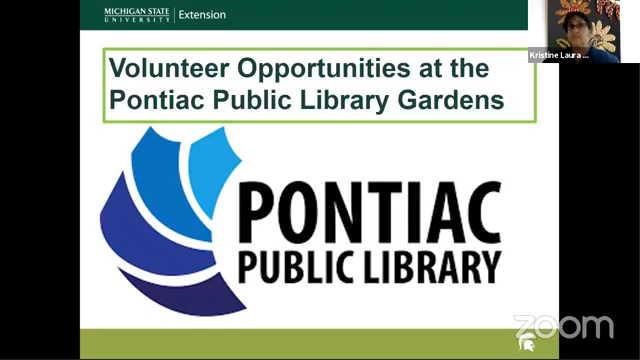 MICHIGAN STATE
UNIVERSITY
Extension
Kristine Laura ...
Volunteer Opportunities at the
Pontiac Public Library Gardens
PONTIAC
PUBLIC LIBRARY
zoom